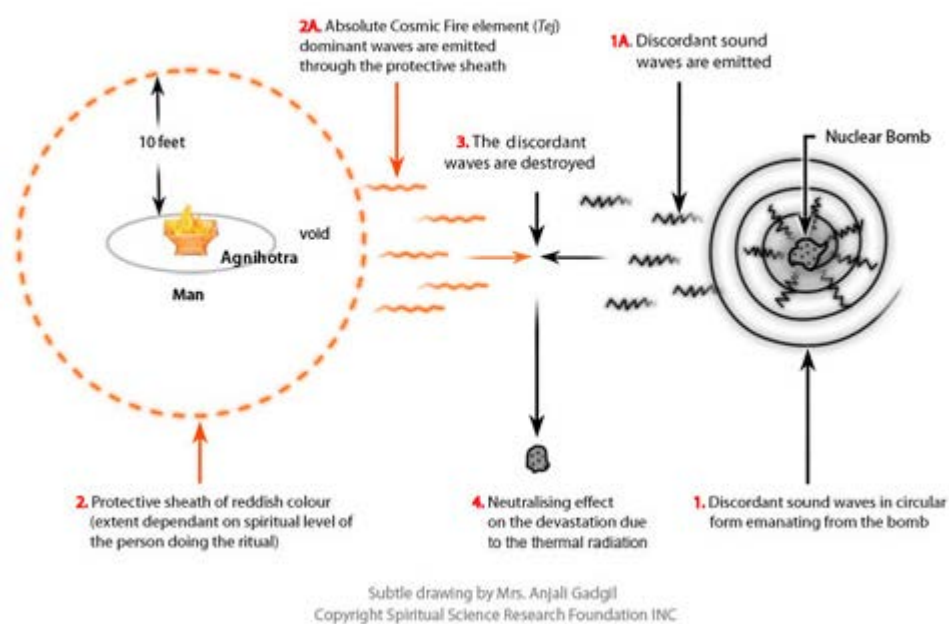 2A. Absolute Cosmic Fire element (Tej)
dominant waves are emitted
through the protective sheath
1A. Discordant sound
waves are emitted
10 feet
3. The discordant
waves are destroyed
Nuclear Bomb
void
Agnihotra
Man
2. Protective sheath of reddish colour
(extent dependant on spiritual level of
the person doing the ritual)
4. Neutralising effect
on the devastation due
to the thermal radiation
1. Discordant sound waves in circular
form emanating from the bomb
Subtle drawing by Mrs. Anjali Gadgil
Copyright Spiritual Science Research Foundation INC